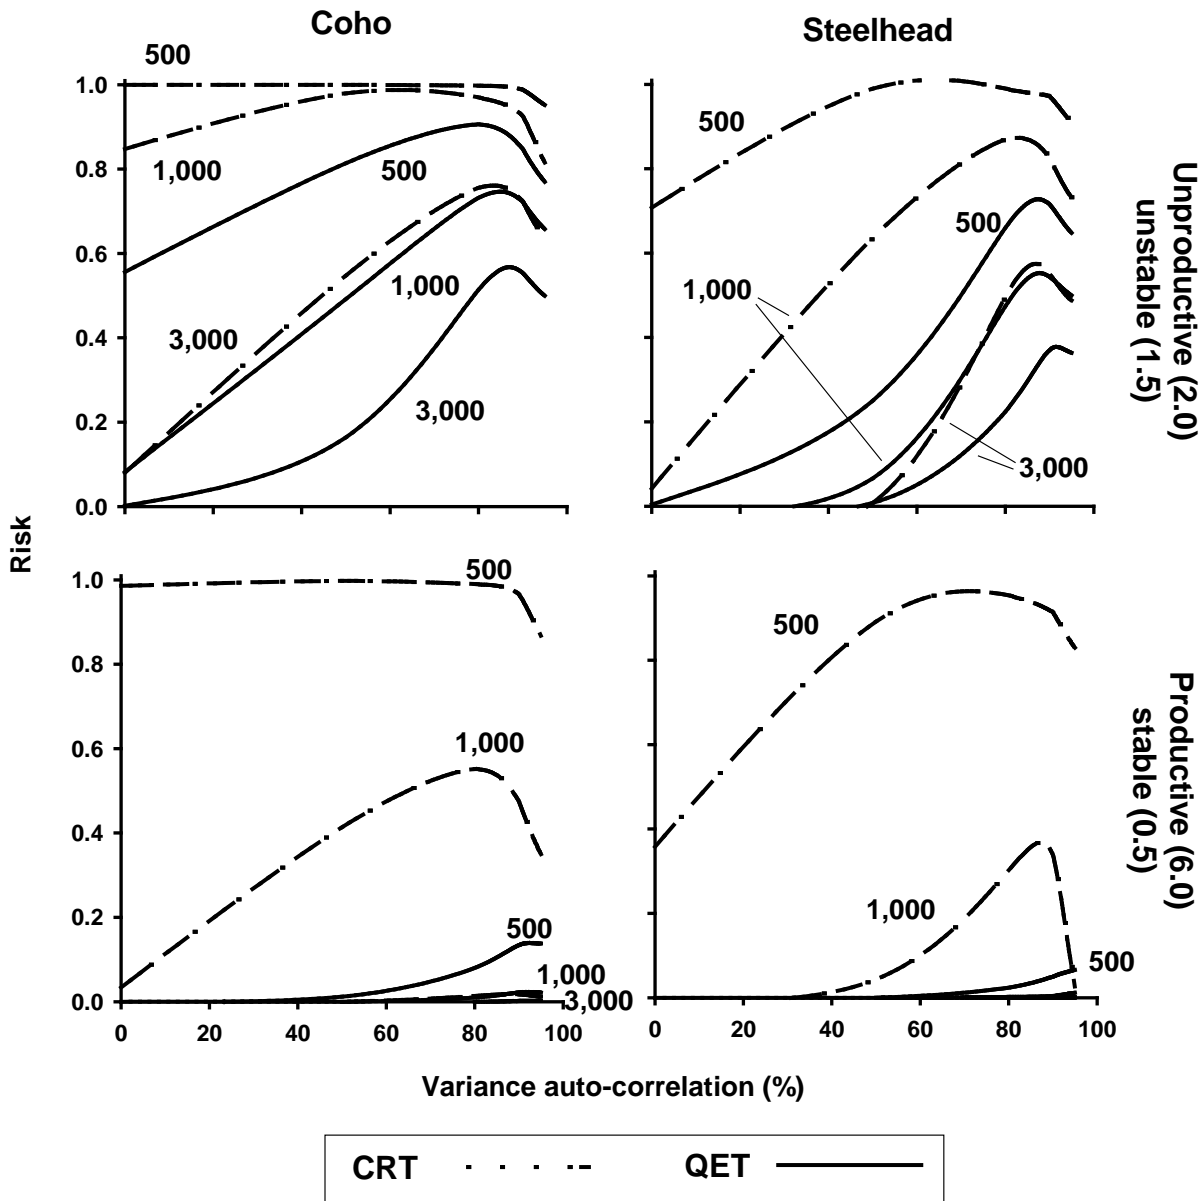 Coho
Steelhead
500
1.0
500
0.8
1,000
500
0.6
500
1,000
1,000
0.4
3,000
3,000
0.2
3,000
0.0
Unproductive (2.0)
unstable (1.5)
Risk
1.0
500
0.8
500
0.6
1,000
0.4
0.2
1,000
500
500
1,000
0.0
3,000
Productive (6.0)
stable (0.5)
0 20 40 60 80 100
0 20 40 60 80 100
Variance auto-correlation (%)
CRT
QET